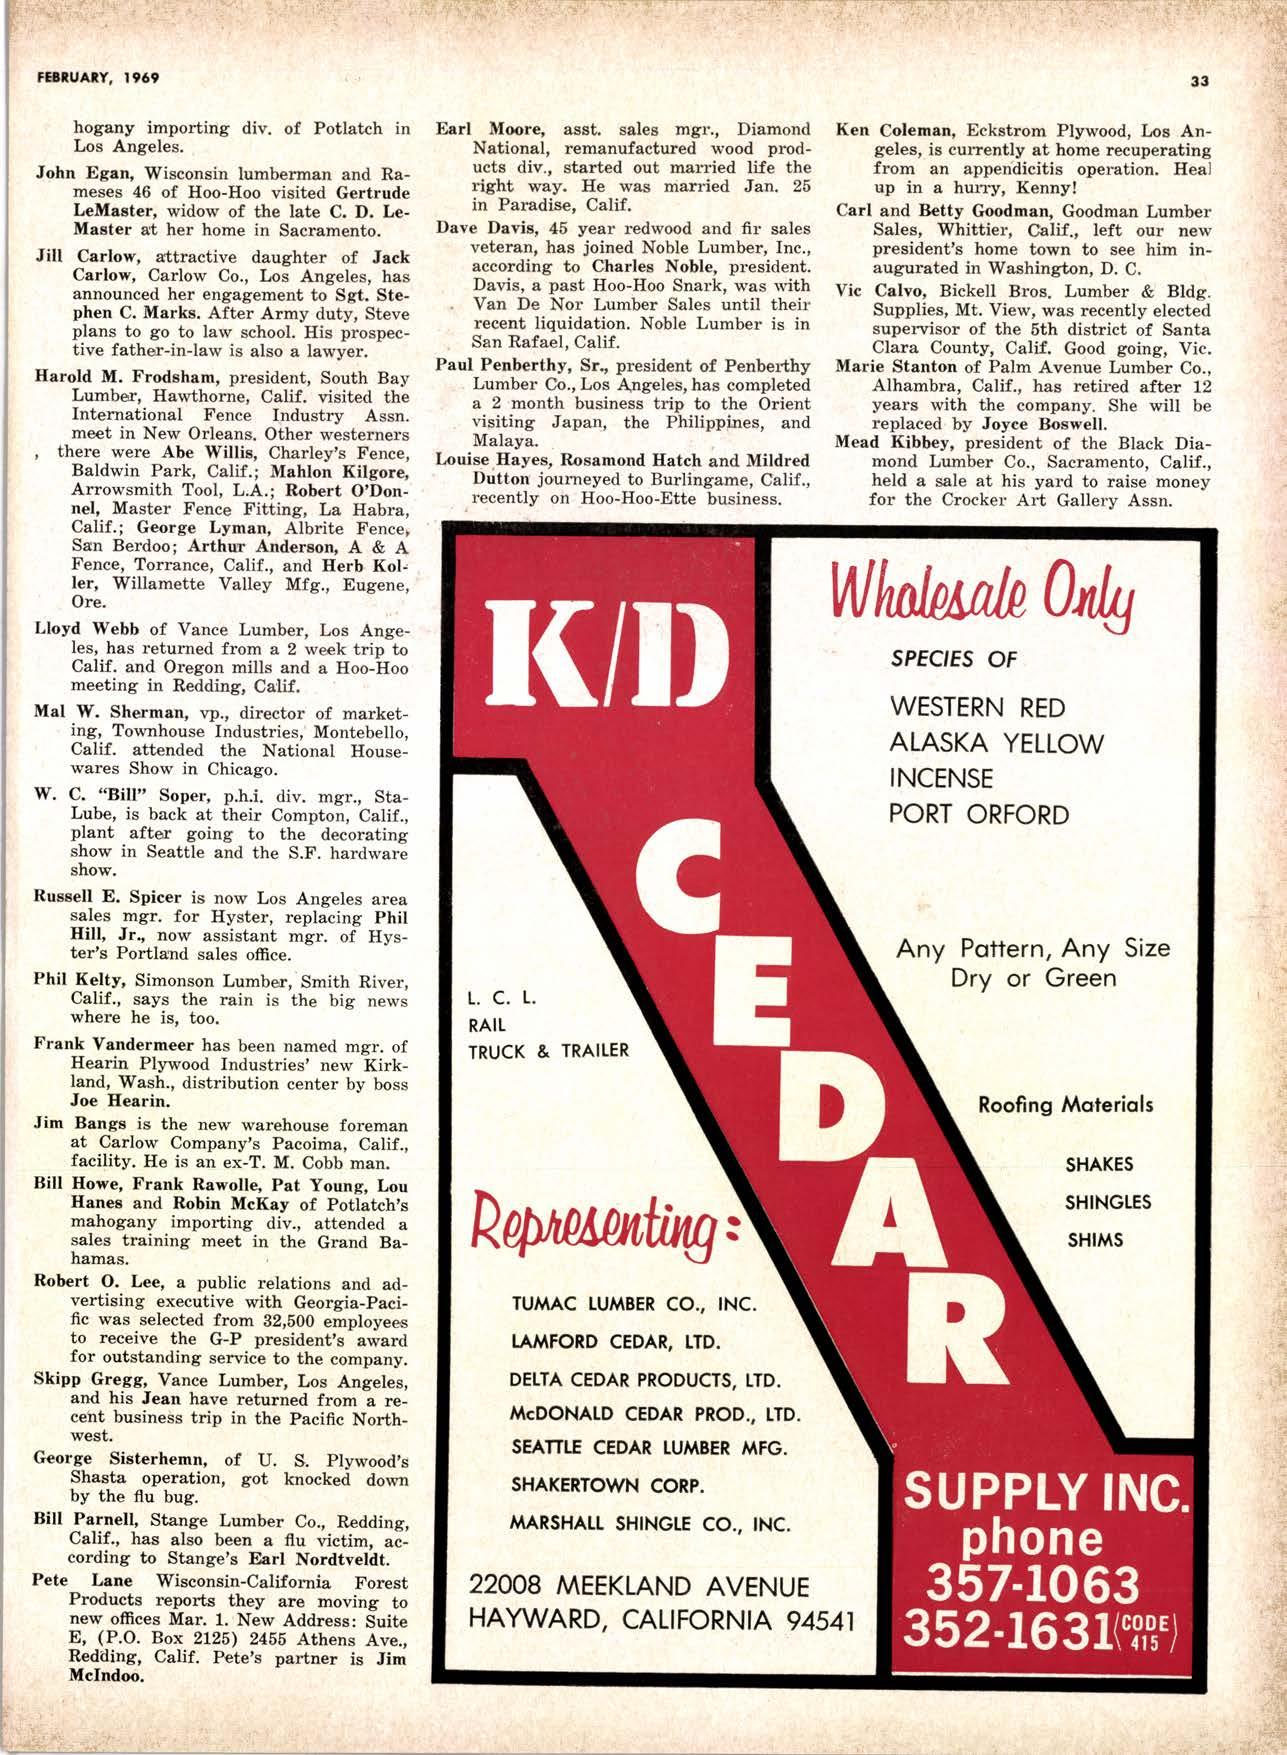 FEBRUARY, 1969
33
hogany importing div. of Potlatch in
Los Angeles.
John Egan, Wisconsin lumberman and Ra-
meses 46 of Hoo-Hoo visited Gertrude
LeMaster, widow of the late C. D. Le-
Master at her home in Sacramento.
Jill Carlow, attractive daughter of Jack
Carlow, Carlow Co., Los Angeles, has
announced her engagement to Sgt. Ste-
phen C. Marks. After Army duty, Steve
plans to go to law school. His prospec-
tive father-in-law is also a lawyer.
Harold M. Frodsham, president, South Bay
Lumber, Hawthorne, Calif. visited the
International Fence Industry Assn.
meet in New Orleans. Other westerners
there were Abe Willis, Charley's Fence,
Baldwin Park, Calif.; Mahlon Kilgore,
Arrowsmith Tool, L.A.; Robert O'Don-
nel, Master Fence Fitting, La Habra,
Calif.; George Lyman, Albrite Fence,
San Berdoo; Arthur Anderson, A & A
Fence, Torrance, Calif., and Herb Kol-
ler, Willamette Valley Mfg., Eugene,
Ore.
Lloyd Webb of Vance Lumber, Los Ange-
les, has returned from a 2 week trip to
Calif. and Oregon mills and a Hoo-Hoo
meeting in Redding, Calif.
Mal W. Sherman, vp., director of market-
ing, Townhouse Industries, Montebello,
Calif. attended the National House-
wares Show in Chicago.
W. C. "Bill" Soper, p.h.i. div. mgr., Sta-
Lube, is back at their Compton, Calif.,
plant after going to the decorating
show in Seattle and the S.F. hardware
show.
Russell E. Spicer is now Los Angeles area
sales mgr. for Hyster, replacing Phil
Hill, Jr., now assistant mgr. of Hys-
ter's Portland sales office.
Phil Kelty, Simonson Lumber, Smith River,
Calif., says the rain is the big news
where he is, too.
Frank Vandermeer has been named mgr. of
Hearin Plywood Industries' new Kirk-
land, Wash., distribution center by boss
Joe Hearin.
Jim Bangs is the new warehouse foreman
at Carlow Company's Pacoima, Calif.,
facility. He is an ex-T. M. Cobb man.
Bill Howe, Frank Rawolle, Pat Young, Lou
Hanes and Robin McKay of Potlatch's
mahogany importing div., attended a
sales training meet in the Grand Ba-
hamas.
Robert O. Lee, a public relations and ad-
vertising executive with Georgia-Paci-
fic was selected from 32,500 employees
to receive the G-P president's award
for outstanding service to the company.
Skipp Gregg, Vance Lumber, Los Angeles,
and his Jean have returned from a re-
cent business trip in the Pacific North-
west.
George Sisterhemn, of U. S. Plywood's
Shasta operation, got knocked down
by the flu bug.
Bill Parnell, Stange Lumber Co., Redding,
Calif., has also been a flu victim, ac-
cording to Stange's Earl Nordtveldt.
Pete Lane Wisconsin-California Forest
Products reports they are moving to
new offices Mar. 1. New Address: Suite
E, (P.O. Box 2125) 2455 Athens Ave.,
Redding, Calif. Pete's partner is Jim
McIndoo.
Earl Moore, asst. sales mgr., Diamond
National, remanufactured wood prod-
ucts div., started out married life the
right way. He was married Jan. 25
in Paradise, Calif.
Dave Davis, 45 year redwood and fir sales
veteran, has joined Noble Lumber, Inc.,
according to Charles Noble, president.
Davis, a past Hoo-Hoo Snark, was with
Van De Nor Lumber Sales until their
recent liquidation. Noble Lumber is in
San Rafael, Calif.
Paul Penberthy, Sr., president of Penberthy
Lumber Co., Los Angeles, has completed
a 2 month business trip to the Orient
visiting Japan, the Philippines, and
Malaya.
Louise Hayes, Rosamond Hatch and Mildred
Dutton journeyed to Burlingame, Calif.,
recently on Hoo-Hoo-Ette business.
Ken Coleman, Eckstrom Plywood, Los An-
geles, is currently at home recuperating
from an appendicitis operation. Heal
up in a hurry, Kenny!
Carl and Betty Goodman, Goodman Lumber
Sales, Whittier, Calif., left our new
president's home town to see him in-
augurated in Washington, D. C.
Vic Calvo, Bickell Bros. Lumber & Bldg.
Supplies, Mt. View, was recently elected
supervisor of the 5th district of Santa
Clara County, Calif. Good going, Vic.
Marie Stanton of Palm Avenue Lumber Co.,
Alhambra, Calif., has retired after 12
years with the company. She will be
replaced by Joyce Boswell.
Mead Kibbey, president of the Black Dia-
mond Lumber Co., Sacramento, Calif.,
held a sale at his yard to raise money
for the Crocker Art Gallery Assn.
K/D
CEDAR
SUPPLY INC.
phone
357-1063
352-1631 (CODE 415)
Wholesale Only
SPECIES OF
WESTERN RED
ALASKA YELLOW
INCENSE
PORT ORFORD
Any Pattern, Any Size
Dry or Green
Roofing Materials
SHAKES
SHINGLES
SHIMS
L. C. L.
RAIL
TRUCK & TRAILER
Representing:
TUMAC LUMBER CO., INC.
LAMFORD CEDAR, LTD.
DELTA CEDAR PRODUCTS, LTD.
McDONALD CEDAR PROD., LTD.
SEATTLE CEDAR LUMBER MFG.
SHAKERTOWN CORP.
MARSHALL SHINGLE CO., INC.
22008 MEEKLAND AVENUE
HAYWARD, CALIFORNIA 94541